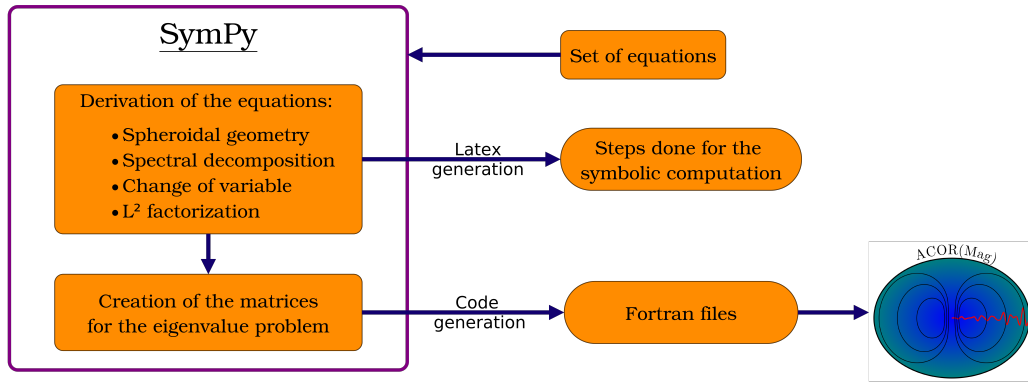 SymPy
Set of equations
Derivation of the equations:
• Spheroidal geometry
• Spectral decomposition
• Change of variable
• L² factorization
Latex
generation
Steps done for the
symbolic computation
Creation of the matrices
for the eigenvalue problem
Code
generation
Fortran files
ACOR(Mag)